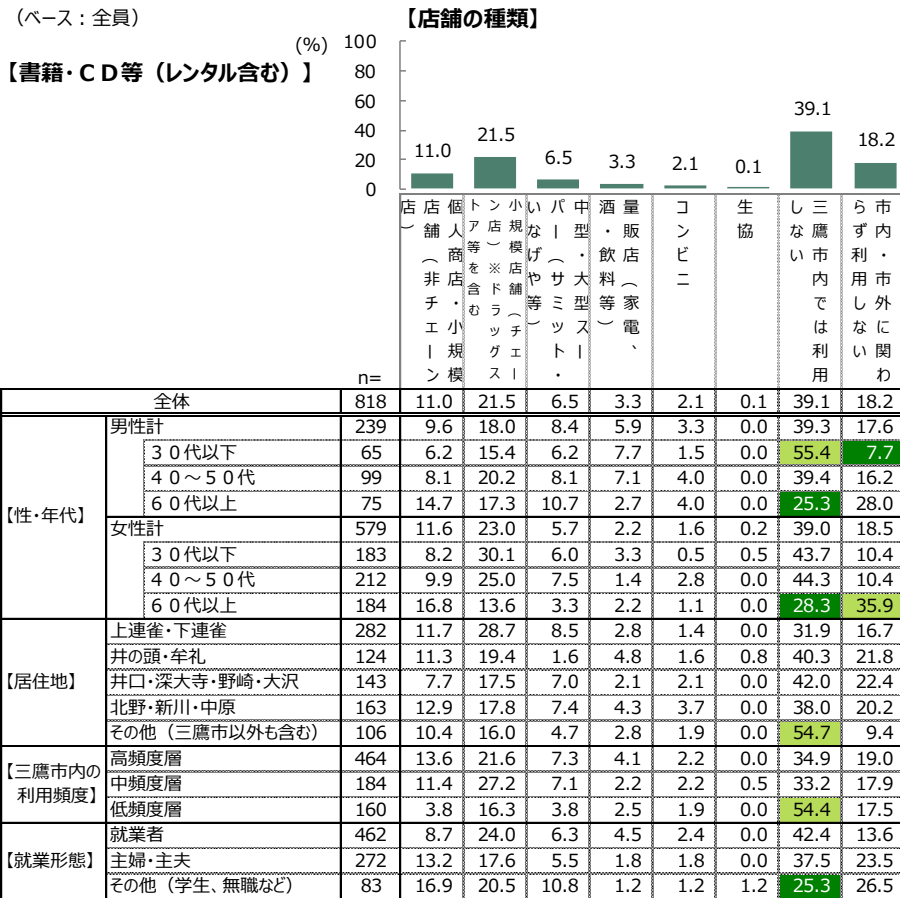 （ベース：全員）
【店舗の種類】
(%)
【書籍・ＣＤ等（レンタル含む）】
100
80
60
40
20
0
11.0
21.5
6.5
3.3
2.1
0.1
39.1
18.2
個人商店・小規模店舗（非チェーン店）
小規模店舗（チェーン店）※ドラッグストア等を含む
中型・大型スーパー（サミット・いなげや等）
量販店（家電、酒・飲料等）
コンビニ
生協
三鷹市内では利用しない
市内・市外に関わらず利用しない
n=
全体 818 11.0 21.5 6.5 3.3 2.1 0.1 39.1 18.2
【性・年代】
男性計 239 9.6 18.0 8.4 5.9 3.3 0.0 39.3 17.6
３０代以下 65 6.2 15.4 6.2 7.7 1.5 0.0 55.4 7.7
４０～５０代 99 8.1 20.2 8.1 7.1 4.0 0.0 39.4 16.2
６０代以上 75 14.7 17.3 10.7 2.7 4.0 0.0 25.3 28.0
女性計 579 11.6 23.0 5.7 2.2 1.6 0.2 39.0 18.5
３０代以下 183 8.2 30.1 6.0 3.3 0.5 0.5 43.7 10.4
４０～５０代 212 9.9 25.0 7.5 1.4 2.8 0.0 44.3 10.4
６０代以上 184 16.8 13.6 3.3 2.2 1.1 0.0 28.3 35.9
【居住地】
上連雀・下連雀 282 11.7 28.7 8.5 2.8 1.4 0.0 31.9 16.7
井の頭・牟礼 124 11.3 19.4 1.6 4.8 1.6 0.8 40.3 21.8
井口・深大寺・野崎・大沢 143 7.7 17.5 7.0 2.1 2.1 0.0 42.0 22.4
北野・新川・中原 163 12.9 17.8 7.4 4.3 3.7 0.0 38.0 20.2
その他（三鷹市以外も含む） 106 10.4 16.0 4.7 2.8 1.9 0.0 54.7 9.4
【三鷹市内の
利用頻度】
高頻度層 464 13.6 21.6 7.3 4.1 2.2 0.0 34.9 19.0
中頻度層 184 11.4 27.2 7.1 2.2 2.2 0.5 33.2 17.9
低頻度層 160 3.8 16.3 3.8 2.5 1.9 0.0 54.4 17.5
【就業形態】
就業者 462 8.7 24.0 6.3 4.5 2.4 0.0 42.4 13.6
主婦・主夫 272 13.2 17.6 5.5 1.8 1.8 0.0 37.5 23.5
その他（学生、無職など） 83 16.9 20.5 10.8 1.2 1.2 1.2 25.3 26.5